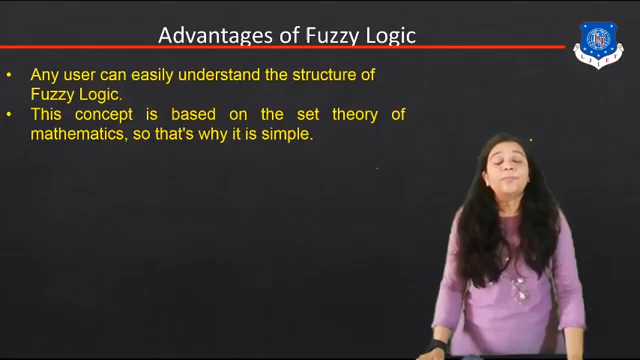 Advantages of Fuzzy Logic
• Any user can easily understand the structure of
Fuzzy Logic.
• This concept is based on the set theory of
mathematics, so that's why it is simple.